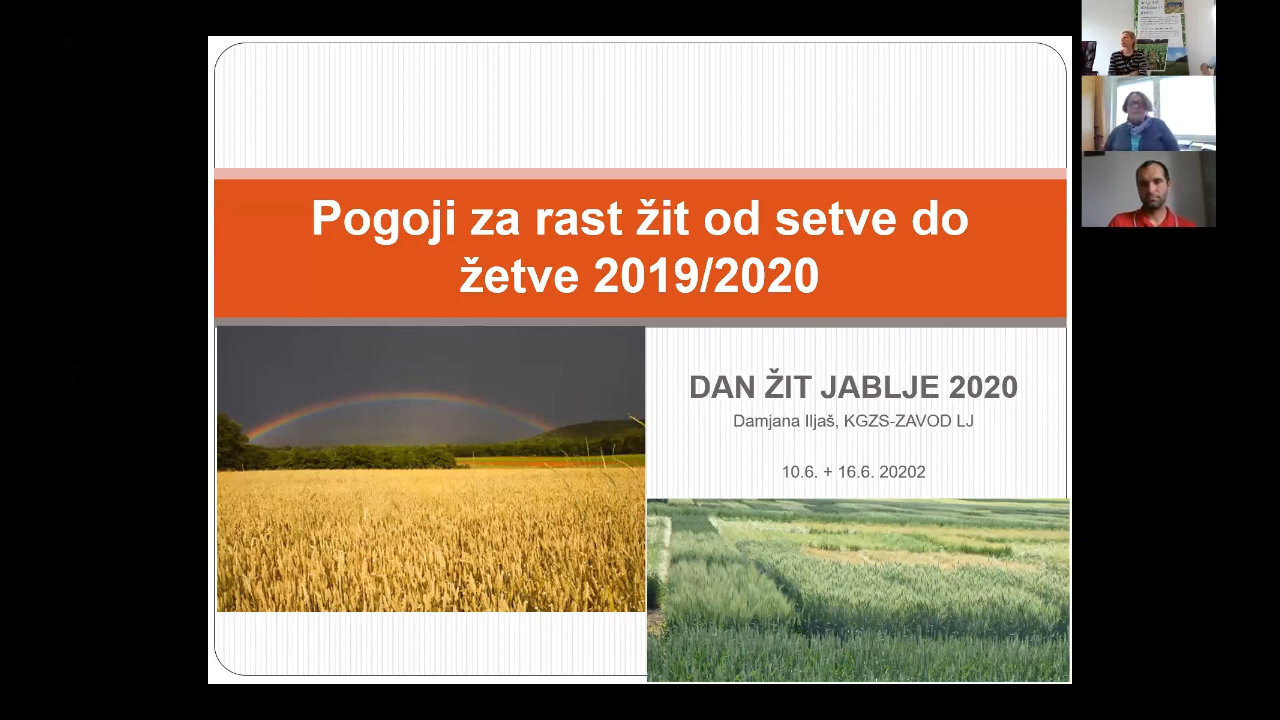 Pogoji za rast žit od setve do
žetve 2019/2020
DAN ŽIT JABLJE 2020
Damjana Iljaš, KGZS-ZAVOD LJ
10.6. + 16.6. 20202